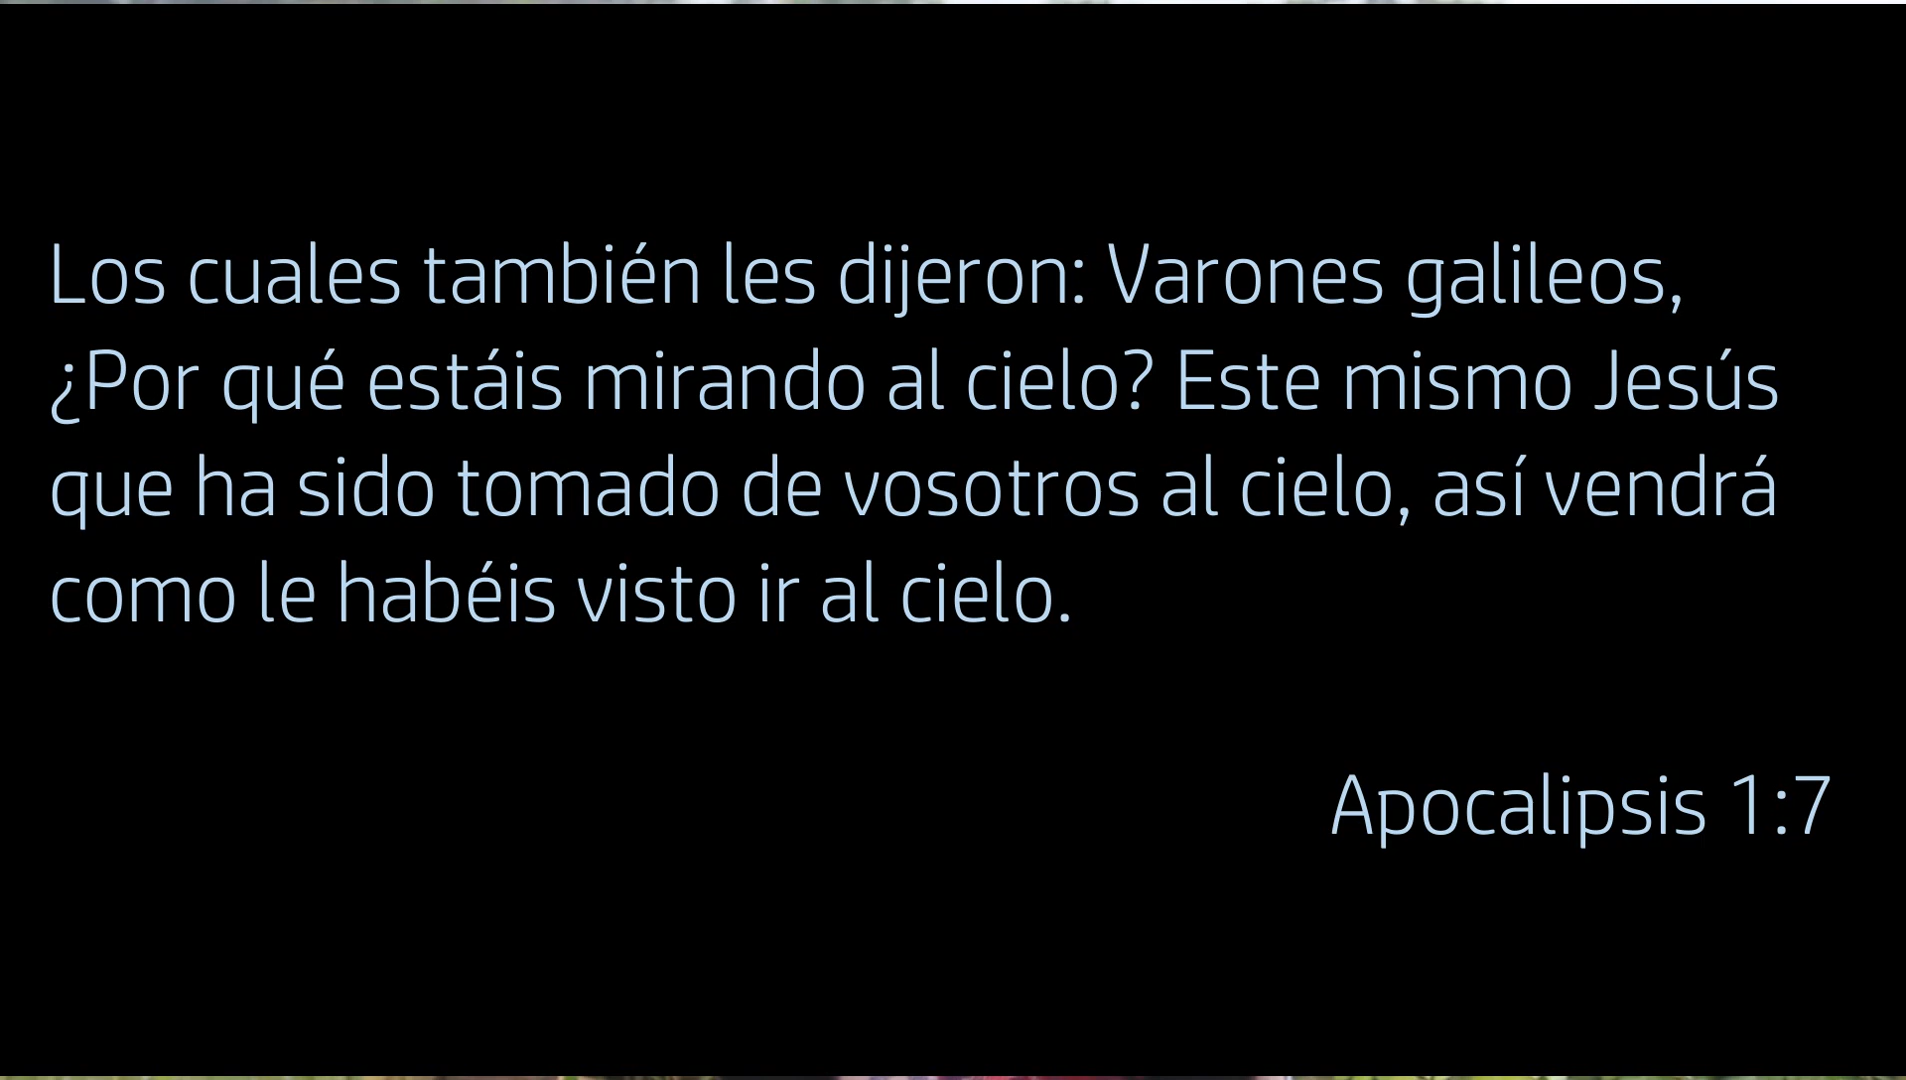 Los cuales también les dijeron: Varones galileos,
¿Por qué estáis mirando al cielo? Este mismo Jesús
que ha sido tomado de vosotros al cielo, así vendrá
como le habéis visto ir al cielo.
Apocalipsis 1:7